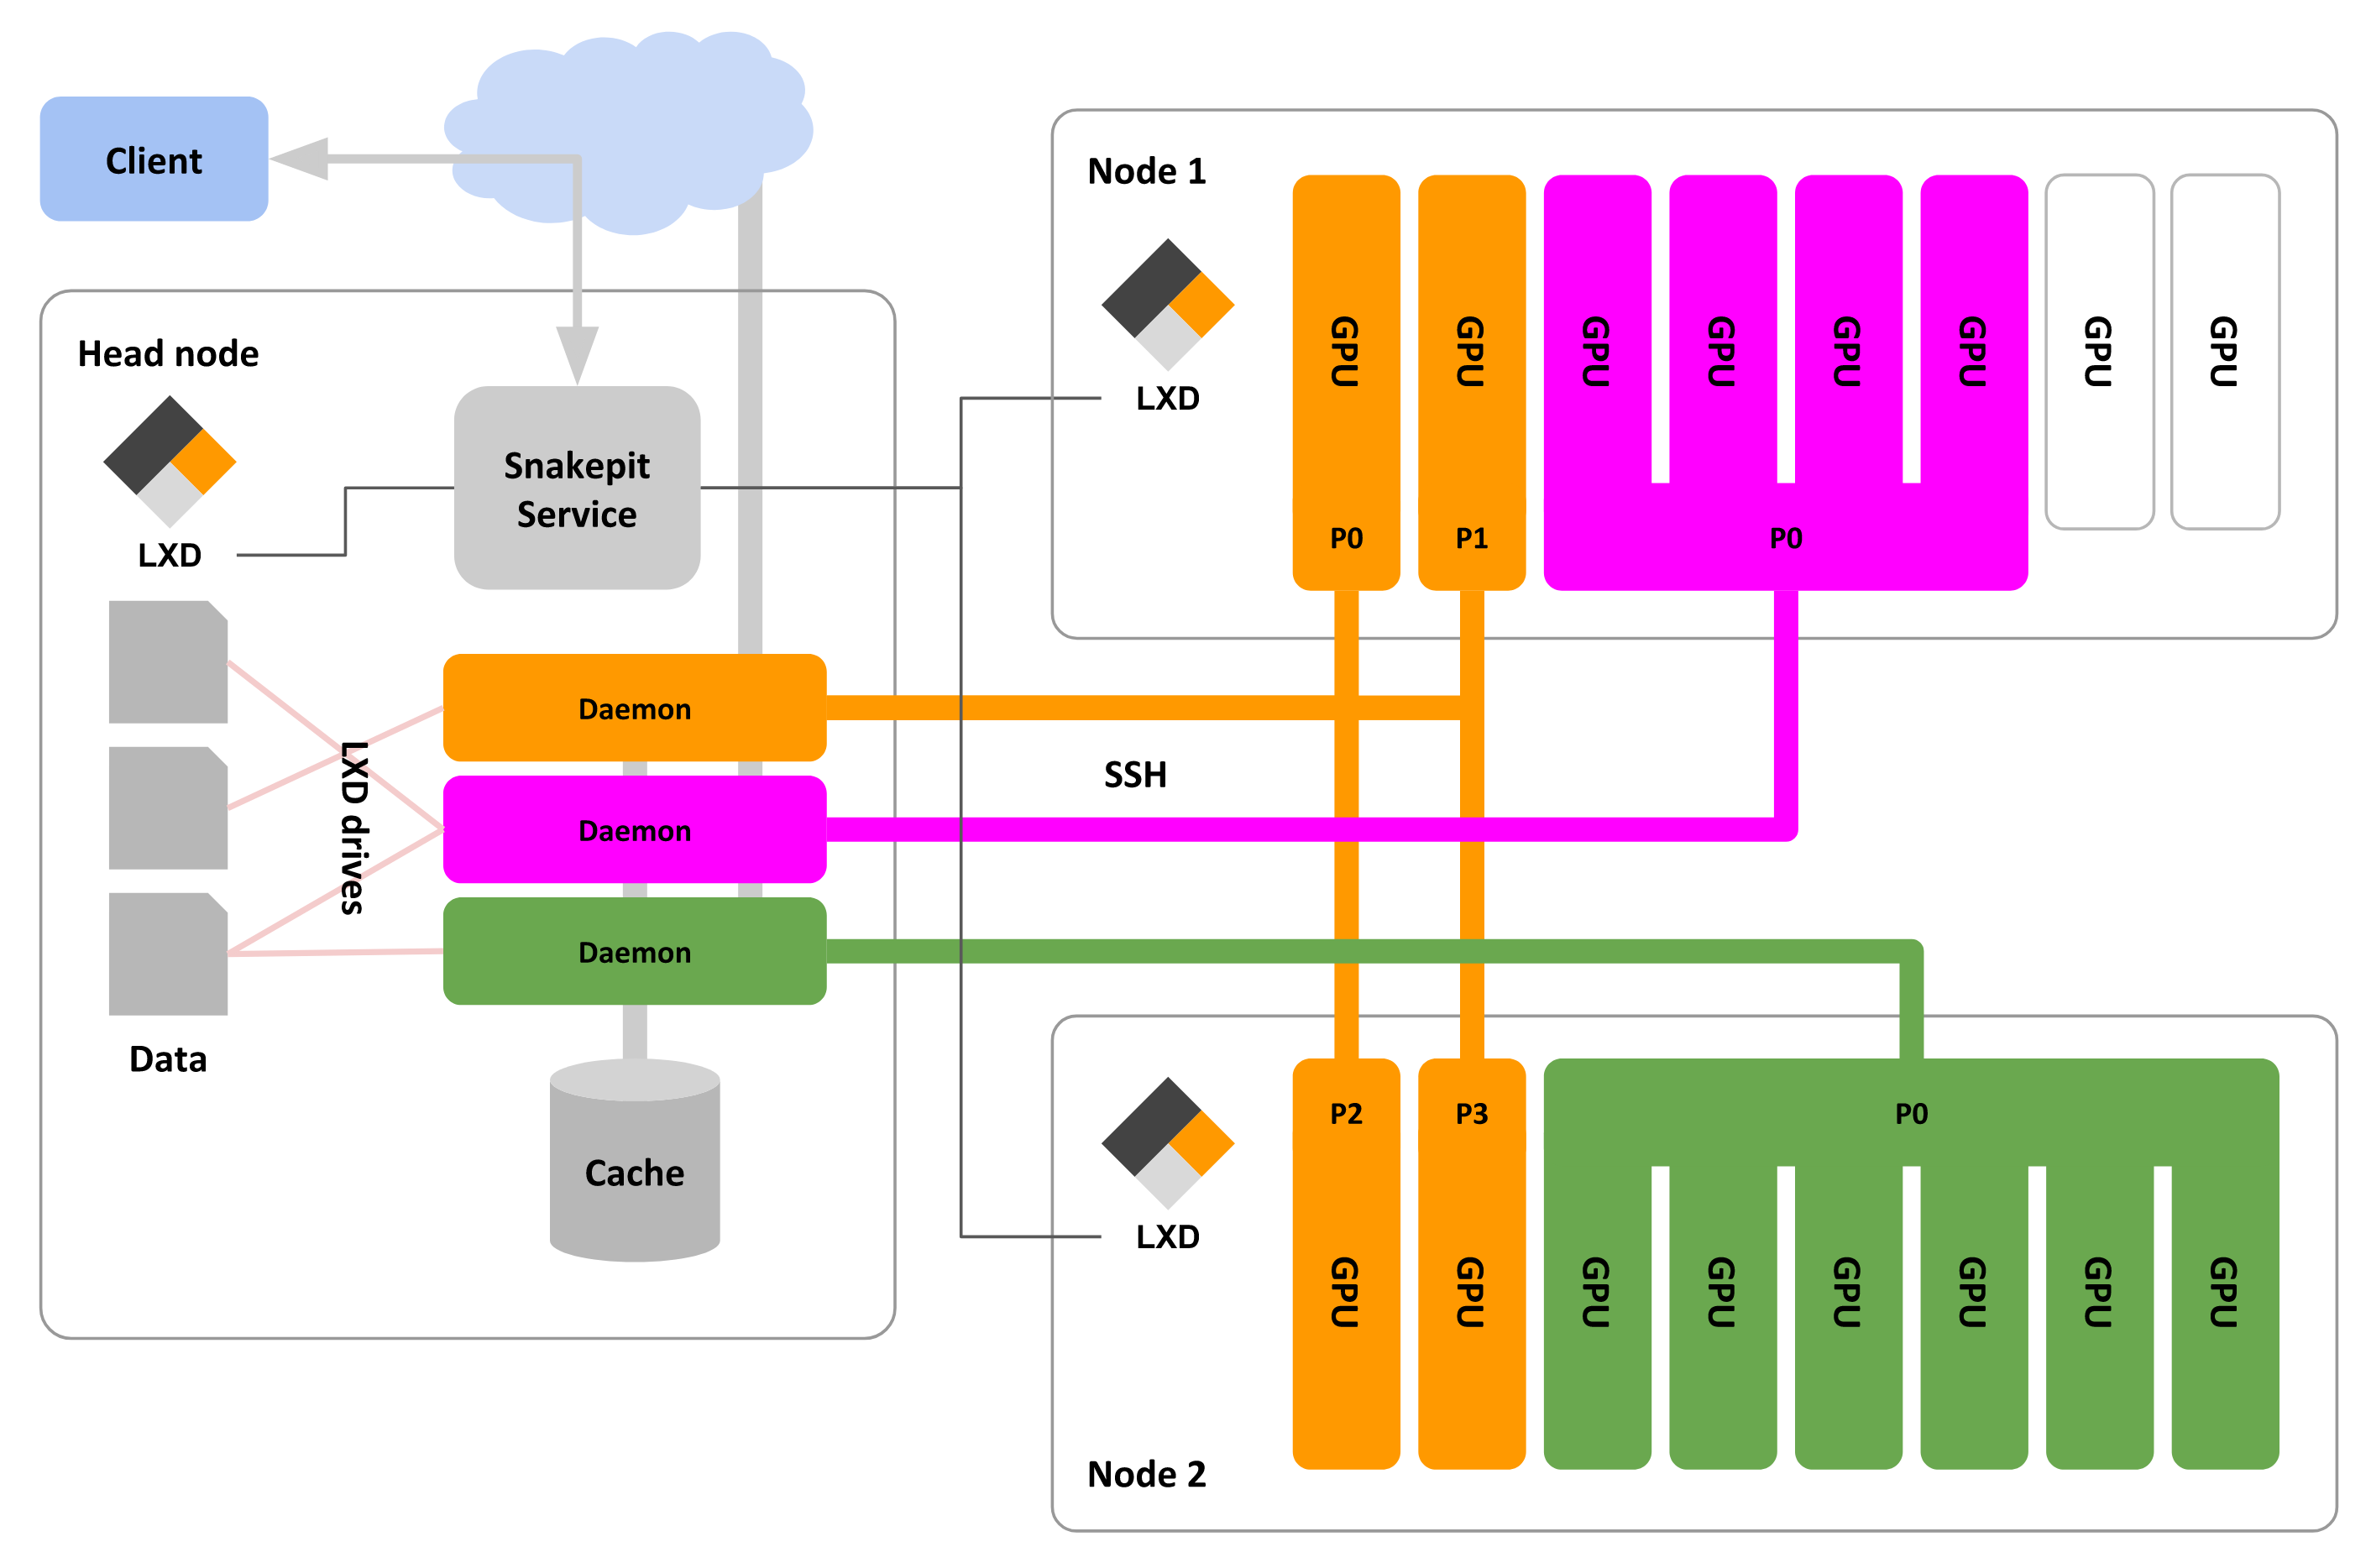 Client
Head node
LXD
Snakepit
Service
Daemon
Daemon
Daemon
LXD drives
Data
Cache
SSH
Node 1
LXD
GPU
GPU
GPU
GPU
GPU
GPU
GPU
GPU
P0
P1
P0
P2
P3
P0
LXD
GPU
GPU
GPU
GPU
GPU
GPU
GPU
GPU
Node 2